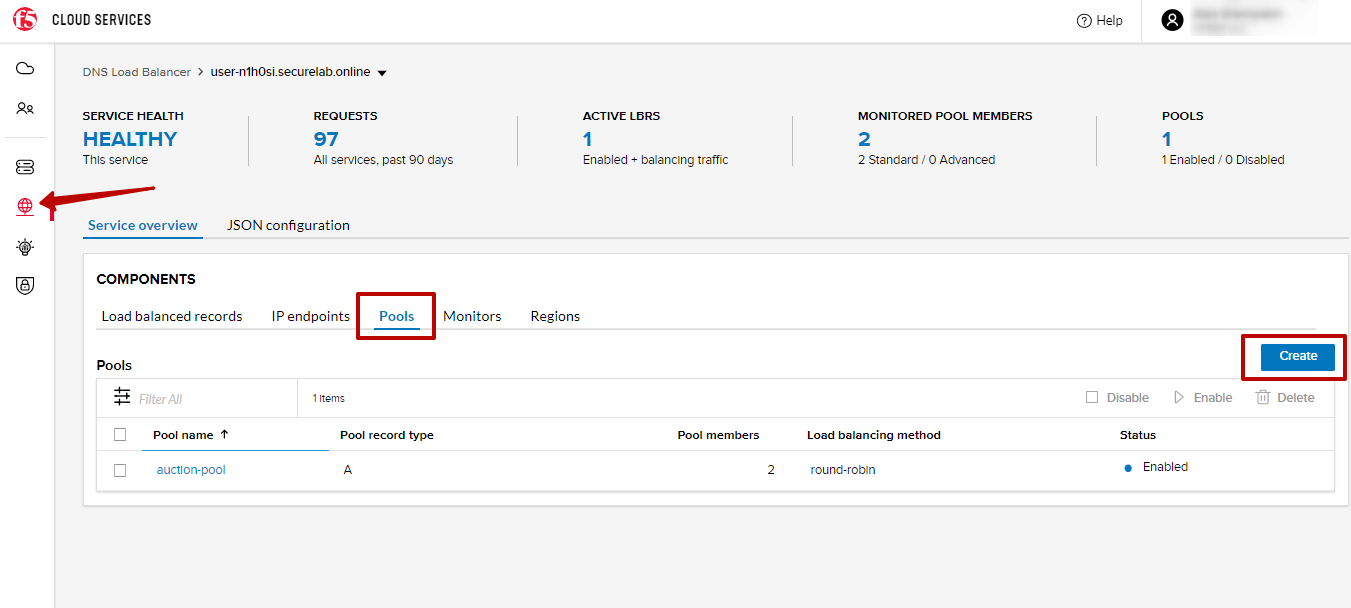 f5 CLOUD SERVICES
Help
DNS Load Balancer > user-n1h0si.securelab.online
SERVICE HEALTH REQUESTS ACTIVE LBRS MONITORED POOL MEMBERS POOLS
HEALTHY 97 1 2 1
This service All services, past 90 days Enabled + balancing traffic 2 Standard / 0 Advanced 1 Enabled / 0 Disabled
Service overview JSON configuration
COMPONENTS
Load balanced records IP endpoints Pools Monitors Regions
Create
Pools
Filter All 1 Items Disable Enable Delete
Pool name ↑ Pool record type Pool members Load balancing method Status
auction-pool A 2 round-robin Enabled